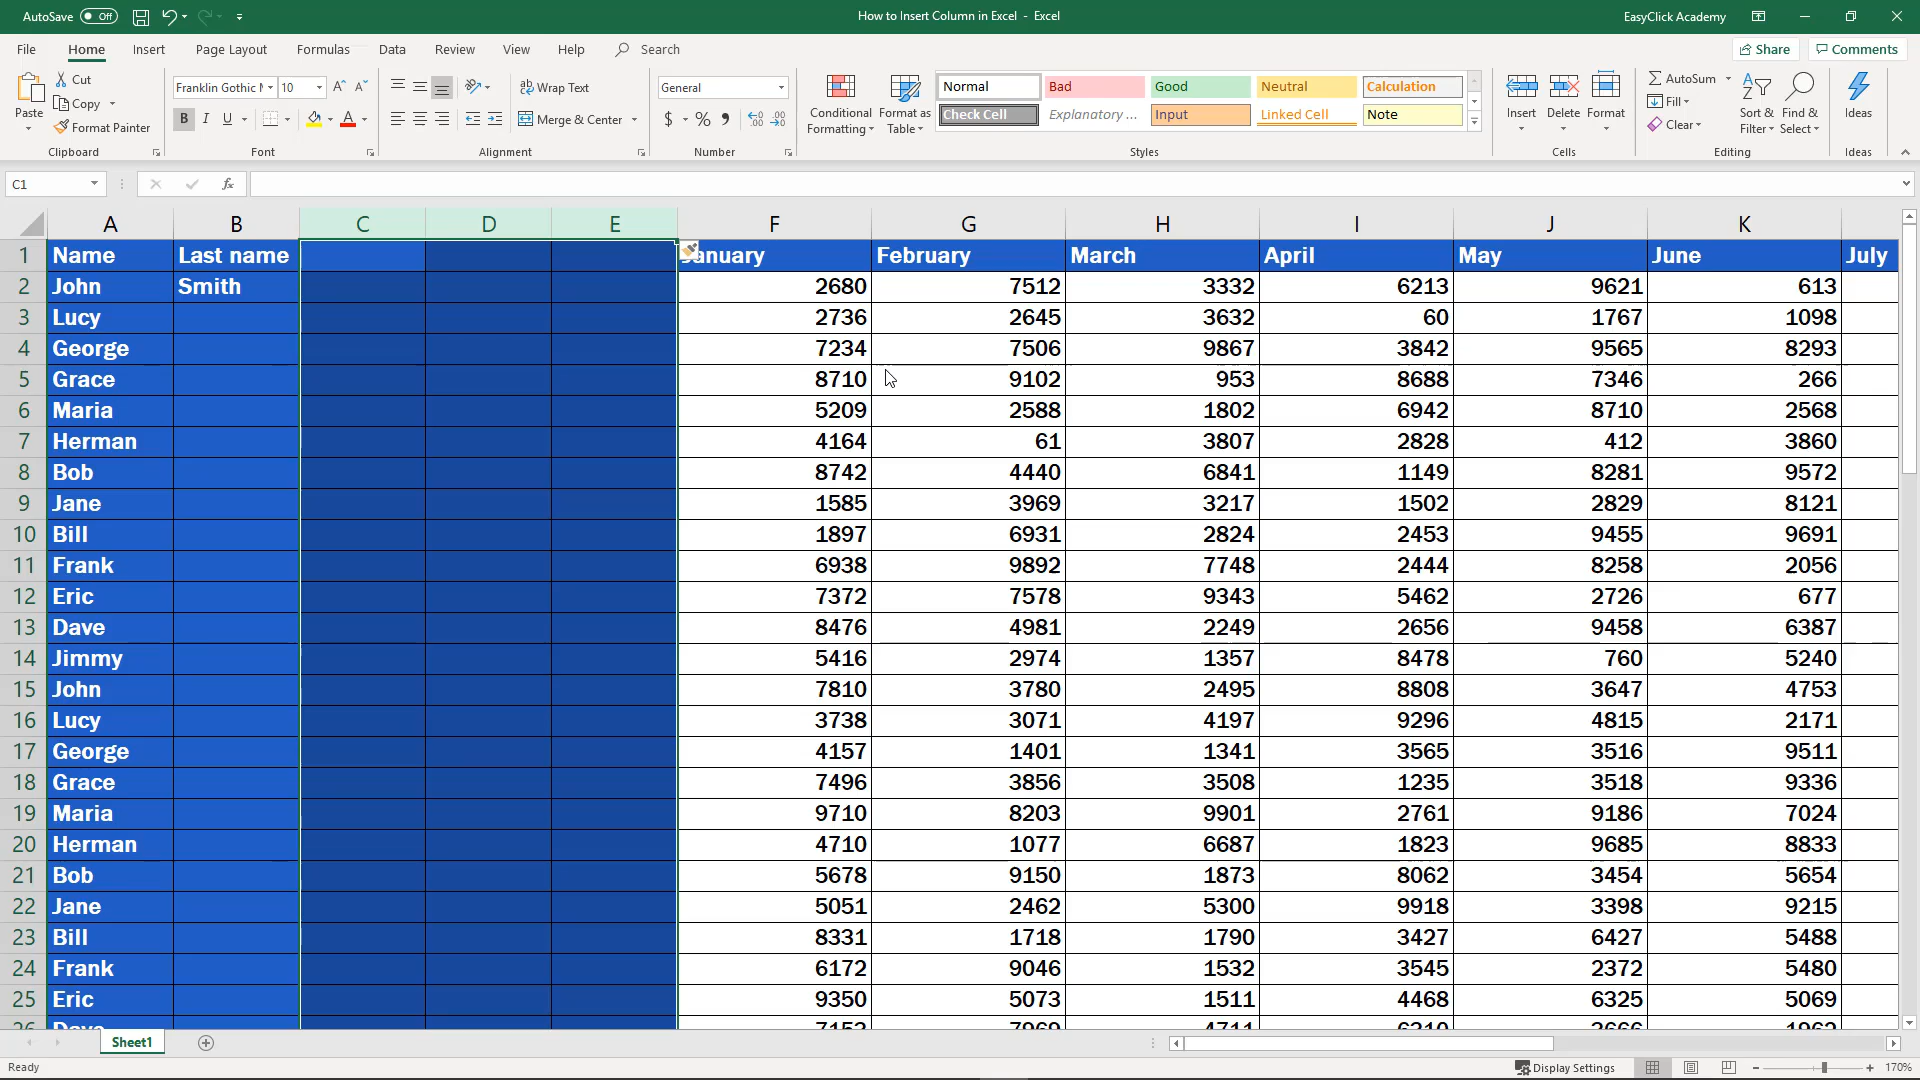 AutoSave Off How to Insert Column in Excel - Excel EasyClick Academy
File Home Insert Page Layout Formulas Data Review View Help Search Share Comments
Paste Cut Copy Format Painter Clipboard
Franklin Gothic 10 B I U A Font
Wrap Text Merge & Center Alignment
General $ % Number
Conditional Formatting Format as Table
Normal Bad Good Neutral Calculation
Check Cell Explanatory ... Input Linked Cell Note
Styles
Insert Delete Format Cells
AutoSum Fill Clear Sort & Filter Find & Select Editing
Ideas Ideas
C1 fx
A B C D E F G H I J K
1 Name Last name January February March April May June July
2 John Smith 2680 7512 3332 6213 9621 613
3 Lucy 2736 2645 3632 60 1767 1098
4 George 7234 7506 9867 3842 9565 8293
5 Grace 8710 9102 953 8688 7346 266
6 Maria 5209 2588 1802 6942 8710 2568
7 Herman 4164 61 3807 2828 412 3860
8 Bob 8742 4440 6841 1149 8281 9572
9 Jane 1585 3969 3217 1502 2829 8121
10 Bill 1897 6931 2824 2453 9455 9691
11 Frank 6938 9892 7748 2444 8258 2056
12 Eric 7372 7578 9343 5462 2726 677
13 Dave 8476 4981 2249 2656 9458 6387
14 Jimmy 5416 2974 1357 8478 760 5240
15 John 7810 3780 2495 8808 3647 4753
16 Lucy 3738 3071 4197 9296 4815 2171
17 George 4157 1401 1341 3565 3516 9511
18 Grace 7496 3856 3508 1235 3518 9336
19 Maria 9710 8203 9901 2761 9186 7024
20 Herman 4710 1077 6687 1823 9685 8833
21 Bob 5678 9150 1873 8062 3454 5654
22 Jane 5051 2462 5300 9918 3398 9215
23 Bill 8331 1718 1790 3427 6427 5488
24 Frank 6172 9046 1532 3545 2372 5480
25 Eric 9350 5073 1511 4468 6325 5069
Sheet1
Ready Display Settings 170%